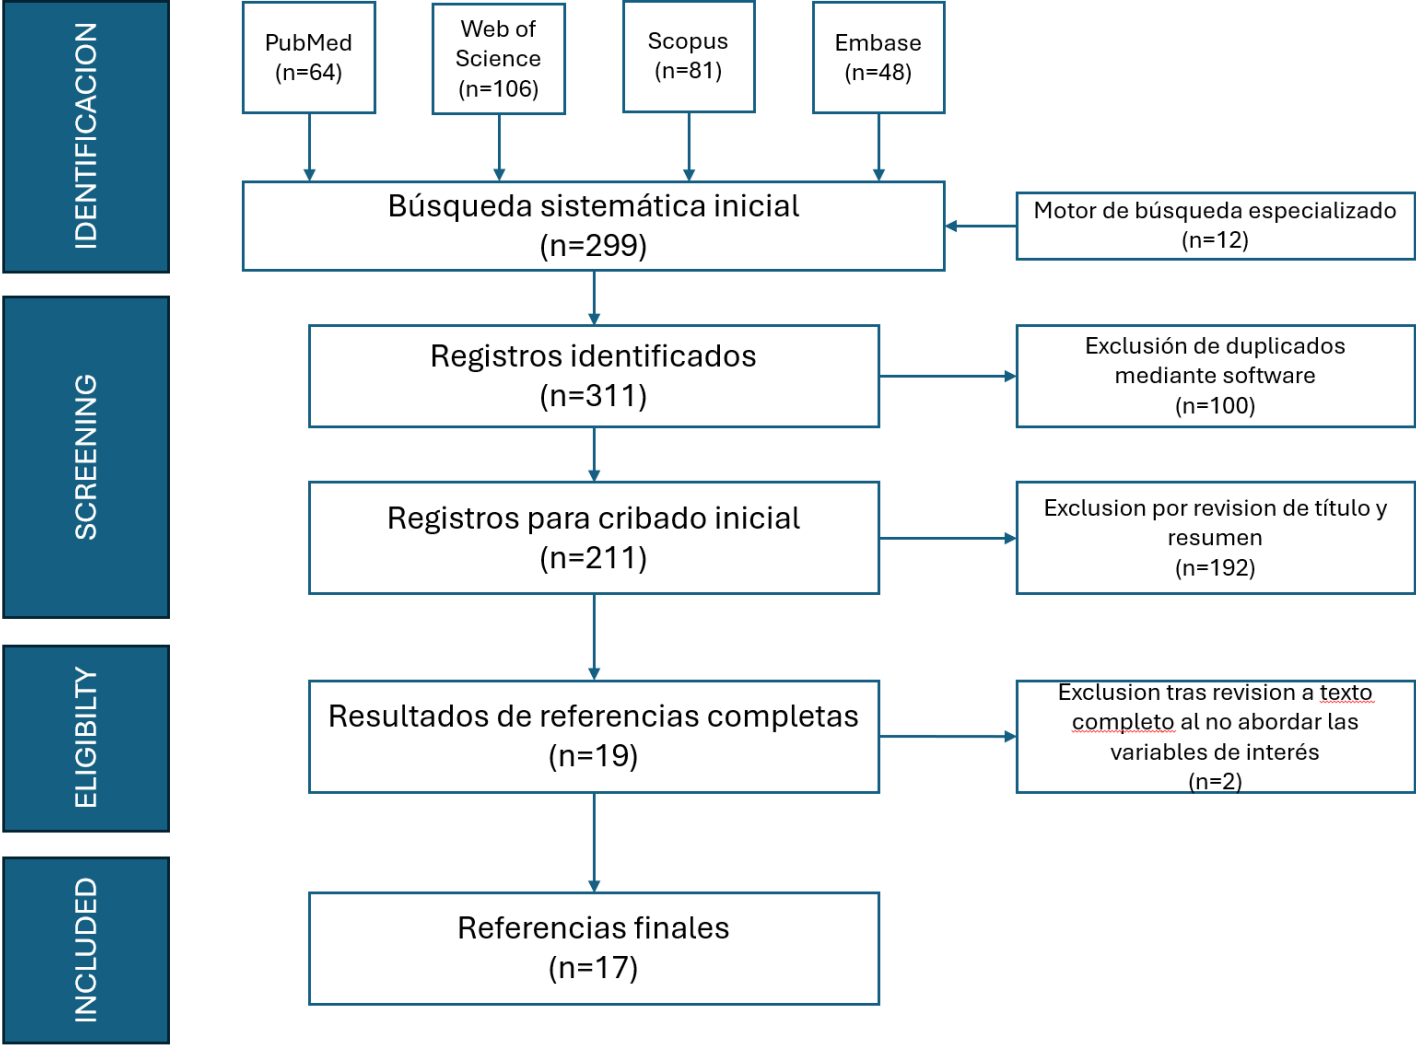 IDENTIFICACION
PubMed
(n=64)
Web of
Science
(n=106)
Scopus
(n=81)
Embase
(n=48)
Búsqueda sistemática inicial
(n=299)
Motor de búsqueda especializado
(n=12)
SCREENING
Registros identificados
(n=311)
Exclusión de duplicados
mediante software
(n=100)
Registros para cribado inicial
(n=211)
Exclusion por revision de título y
resumen
(n=192)
ELIGIBILTY
Resultados de referencias completas
(n=19)
Exclusion tras revision a texto
completo al no abordar las
variables de interés
(n=2)
INCLUDED
Referencias finales
(n=17)